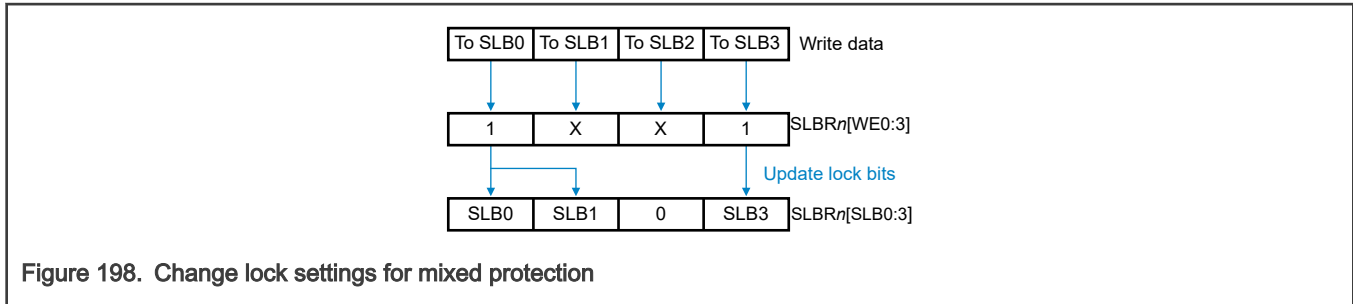 To SLB0 To SLB1 To SLB2 To SLB3 Write data
1 X X 1 SLBRn[WE0:3]
Update lock bits
SLB0 SLB1 0 SLB3 SLBRn[SLB0:3]
Figure 198. Change lock settings for mixed protection